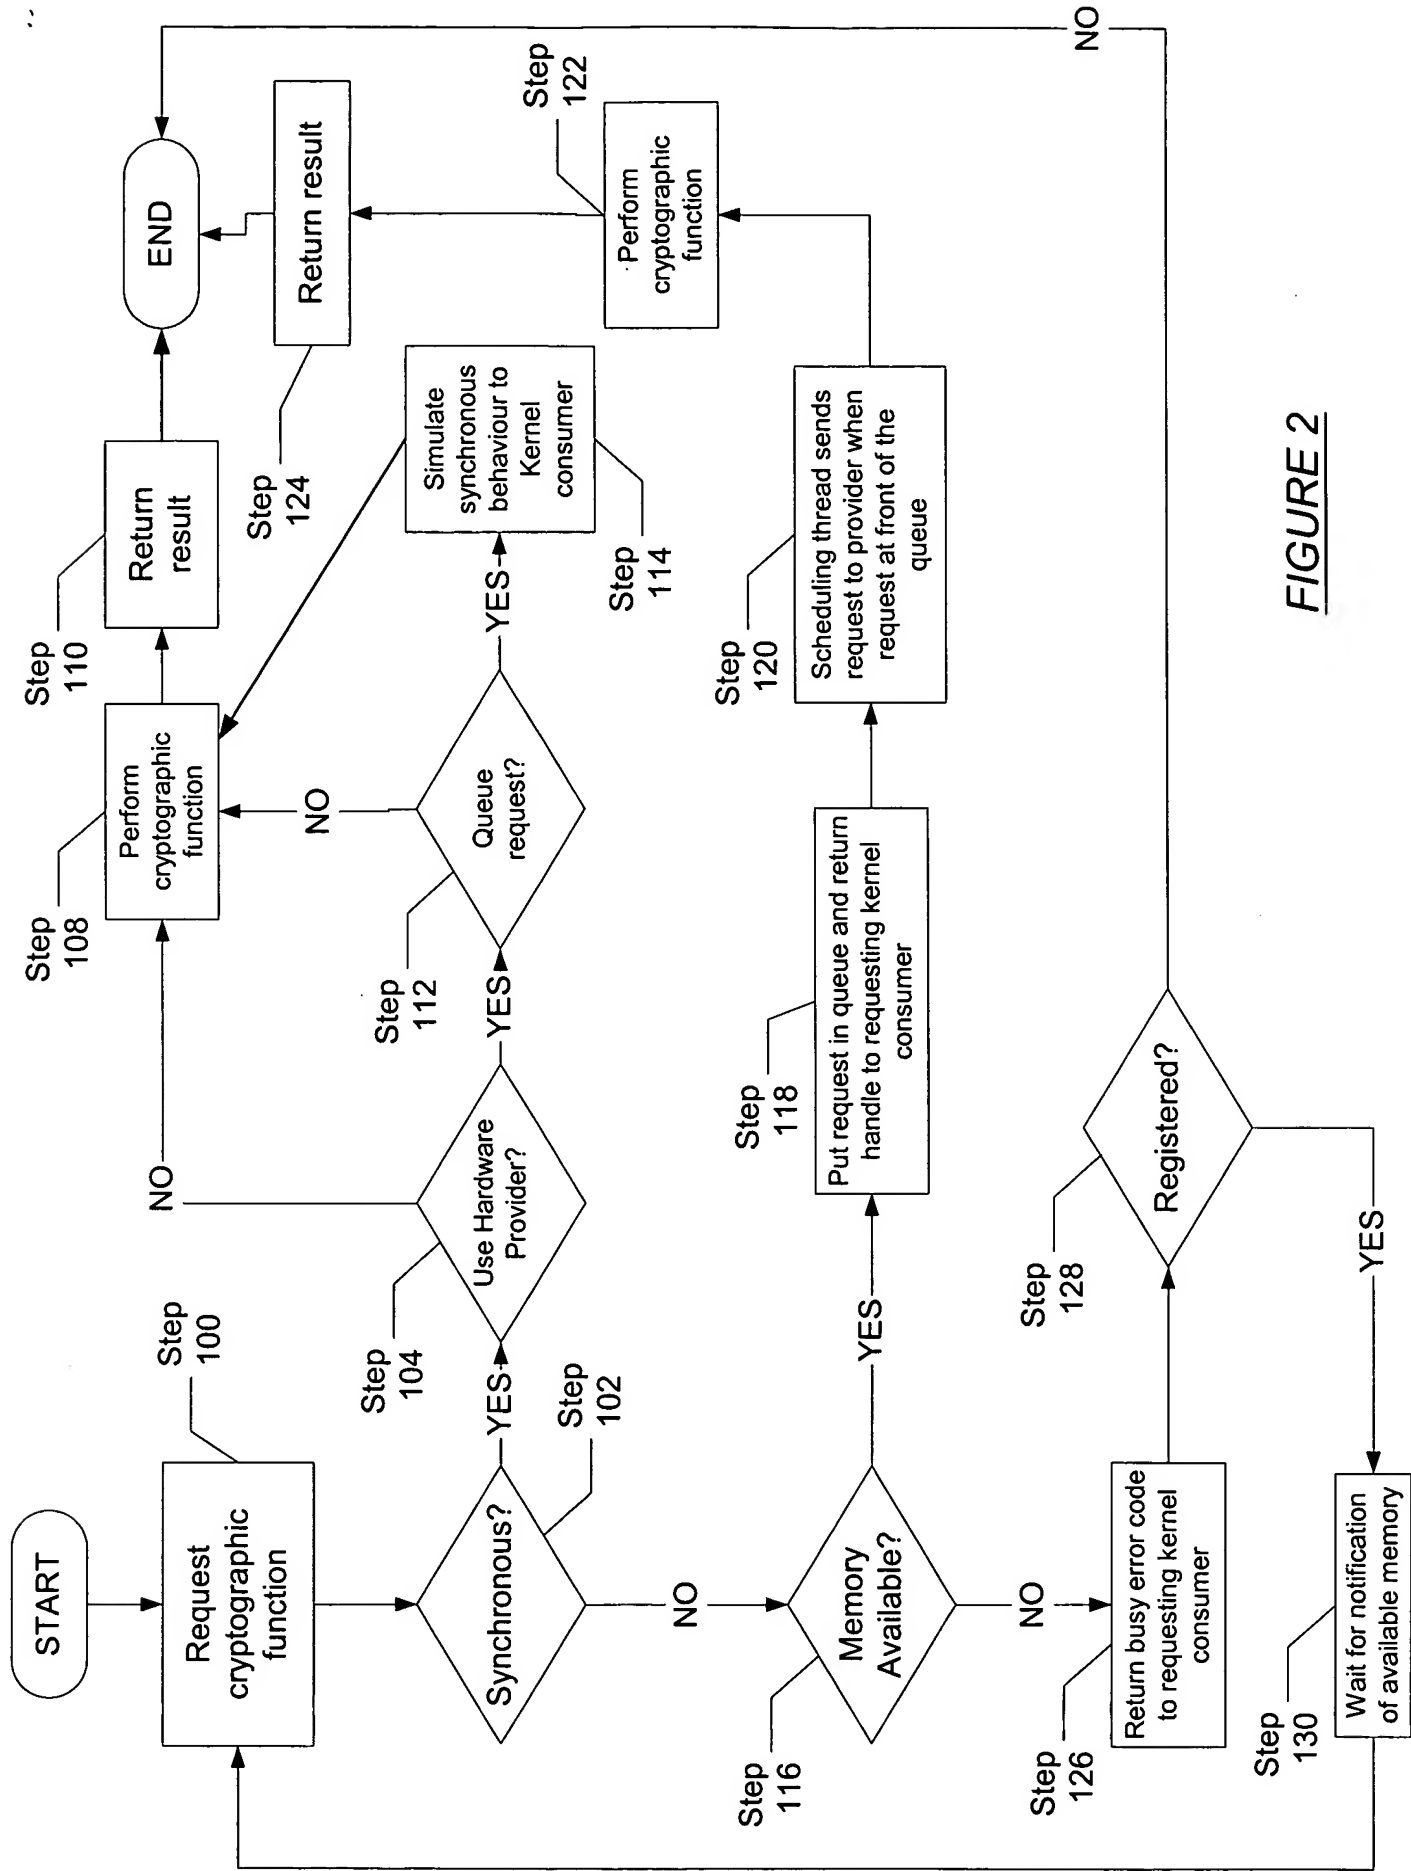 START
Request
cryptographic
function
Step
100
Synchronous?
Step
102
YES
Use Hardware
Provider?
Step
104
NO
YES
Queue
request?
Step
112
NO
YES
Simulate
synchronous
behaviour to
Kernel
consumer
Step
114
Perform
cryptographic
function
Step
108
Return
result
Step
110
END
NO
Memory
Available?
Step
116
YES
Put request in queue and return
handle to requesting kernel
consumer
Step
118
Scheduling thread sends
request to provider when
request at front of the
queue
Step
120
Perform
cryptographic
function
Step
122
Return result
Step
124
NO
Return busy error code
to requesting kernel
consumer
Step
126
Registered?
Step
128
NO
YES
Wait for notification
of available memory
Step
130
FIGURE 2